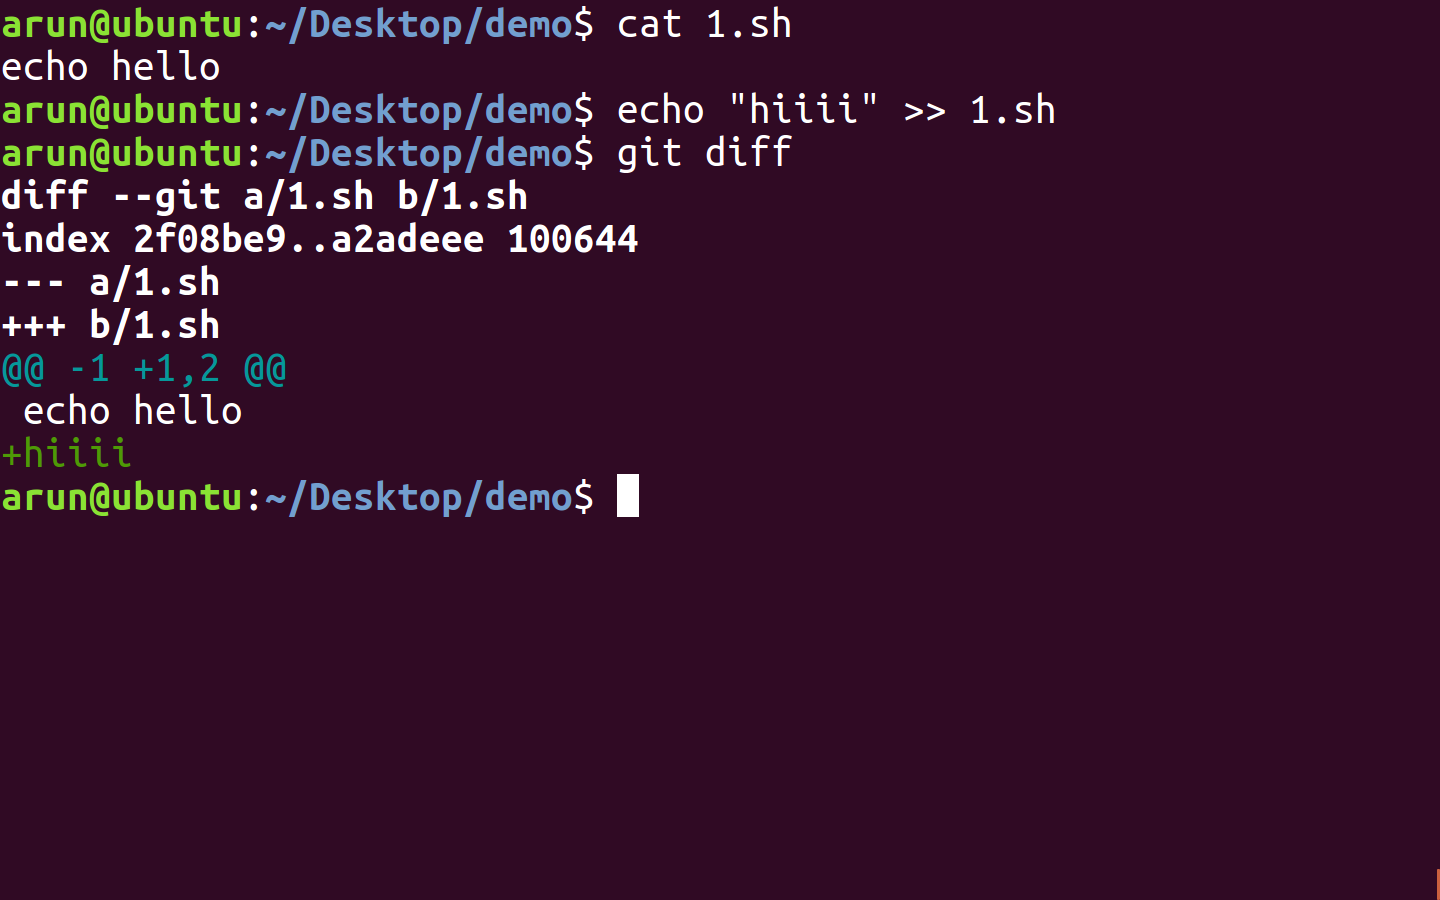 arun@ubuntu:~/Desktop/demo$ cat 1.sh
echo hello
arun@ubuntu:~/Desktop/demo$ echo "hiiii" >> 1.sh
arun@ubuntu:~/Desktop/demo$ git diff
diff --git a/1.sh b/1.sh
index 2f08be9..a2adeee 100644
--- a/1.sh
+++ b/1.sh
@@ -1 +1,2 @@
 echo hello
+hiiii
arun@ubuntu:~/Desktop/demo$